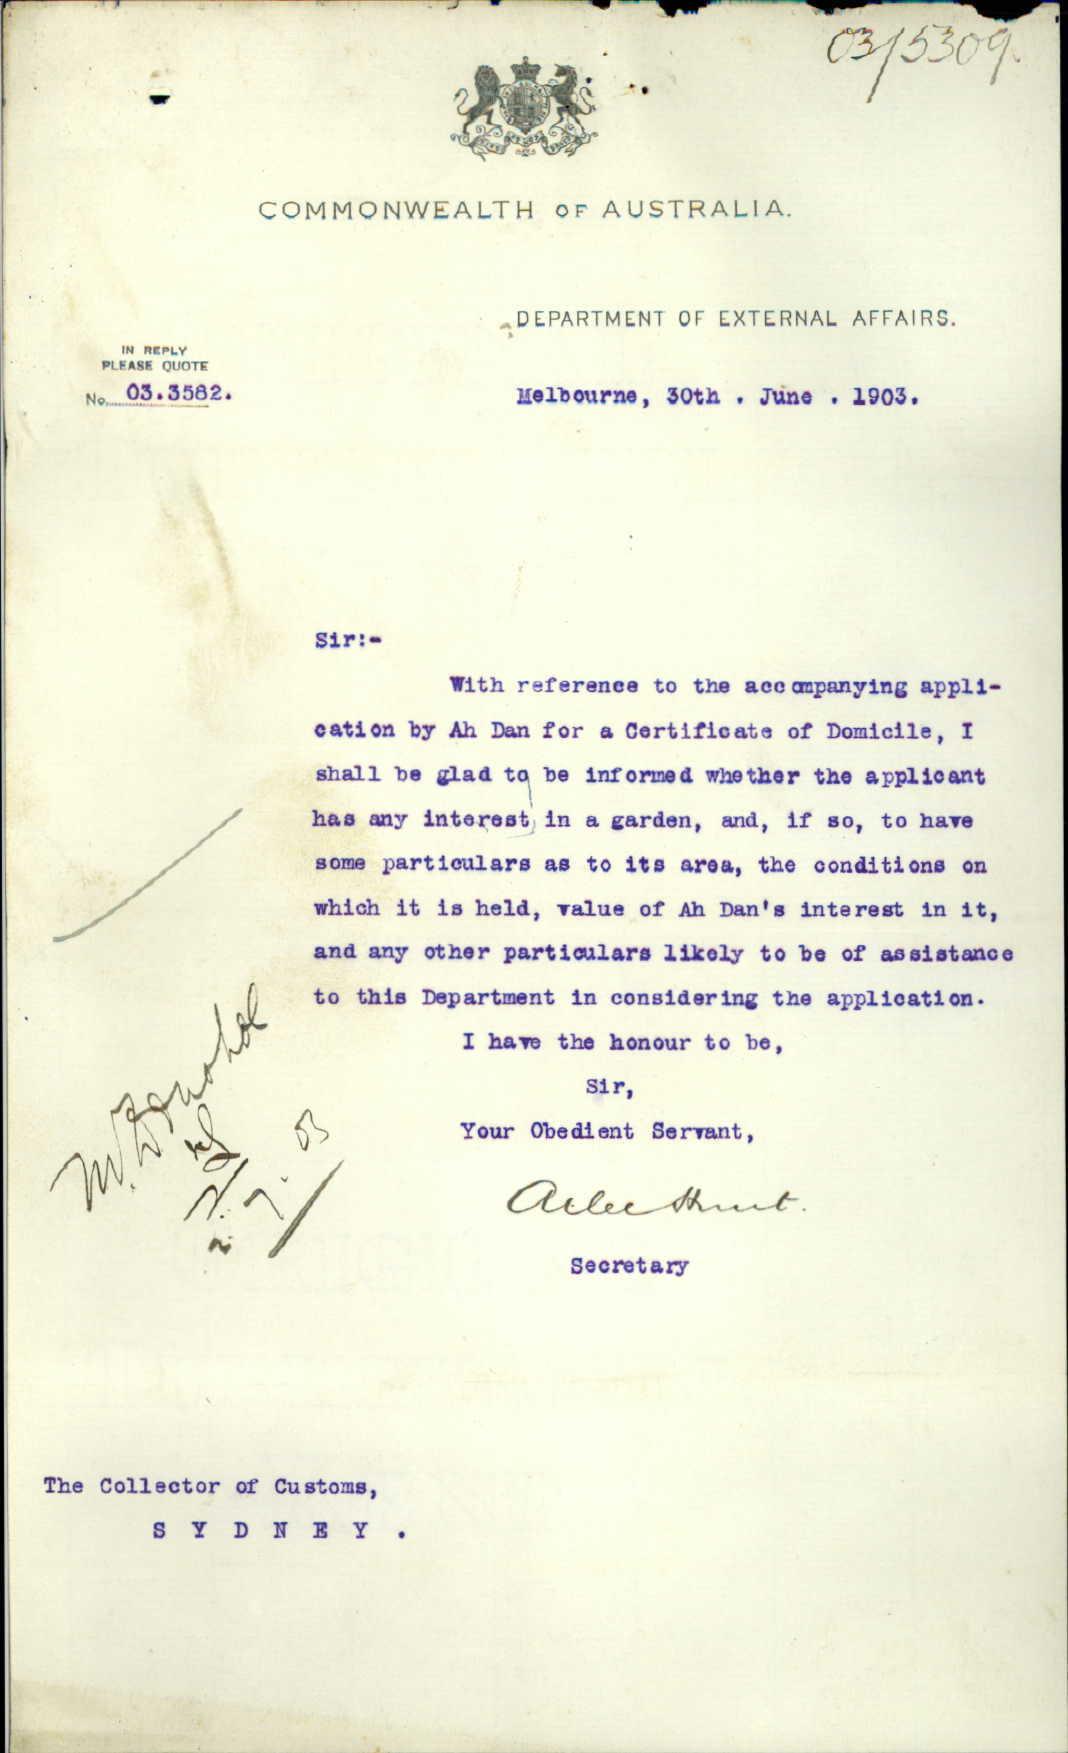 03/5309.
COMMONWEALTH OF AUSTRALIA.
DEPARTMENT OF EXTERNAL AFFAIRS.
IN REPLY
PLEASE QUOTE
No. 03.3582.
Melbourne, 30th . June . 1903.
Sir:-
With reference to the accompanying appli-
cation by Ah Dan for a Certificate of Domicile, I
shall be glad to be informed whether the applicant
has any interest in a garden, and, if so, to have
some particulars as to its area, the conditions on
which it is held, value of Ah Dan's interest in it,
and any other particulars likely to be of assistance
to this Department in considering the application.
I have the honour to be,
Sir,
Your Obedient Servant,
Atlee Hunt.
Secretary
Mr Donohoe
7. 03
The Collector of Customs,
S Y D N E Y .